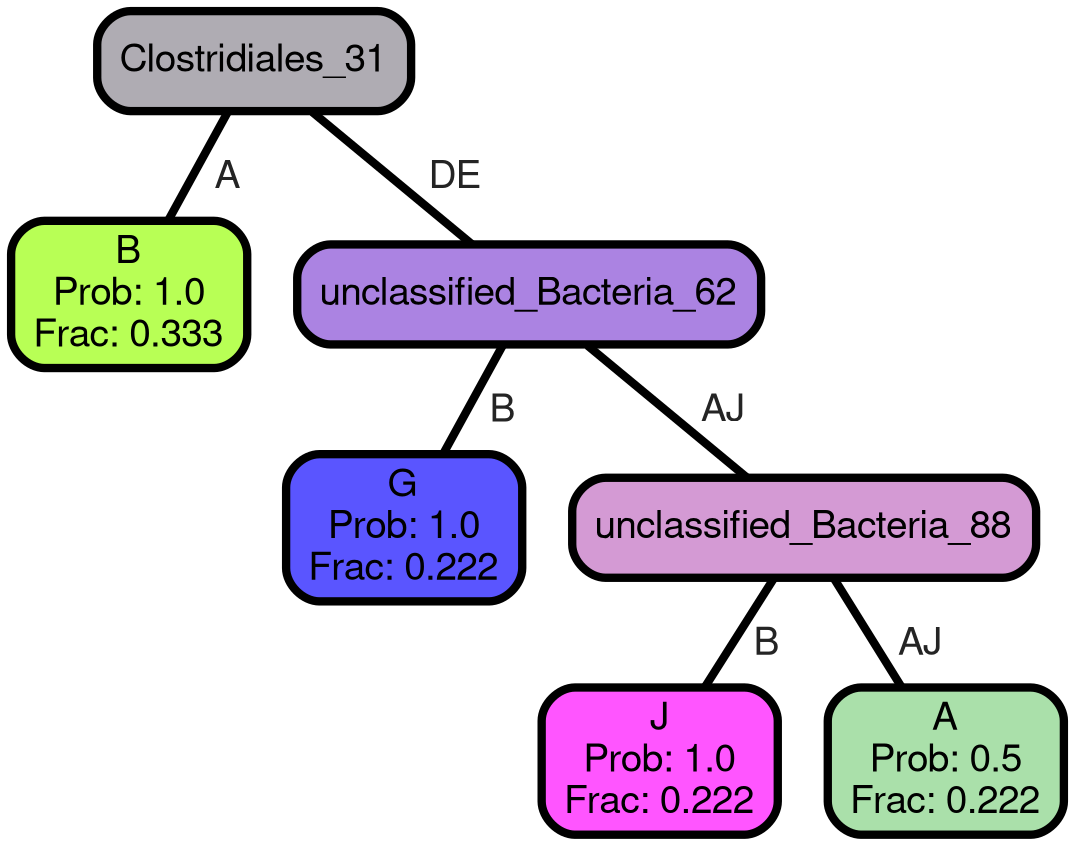 Clostridiales_31
A
DE
B
Prob: 1.0
Frac: 0.333
unclassified_Bacteria_62
B
AJ
G
Prob: 1.0
Frac: 0.222
unclassified_Bacteria_88
B
AJ
J
Prob: 1.0
Frac: 0.222
A
Prob: 0.5
Frac: 0.222